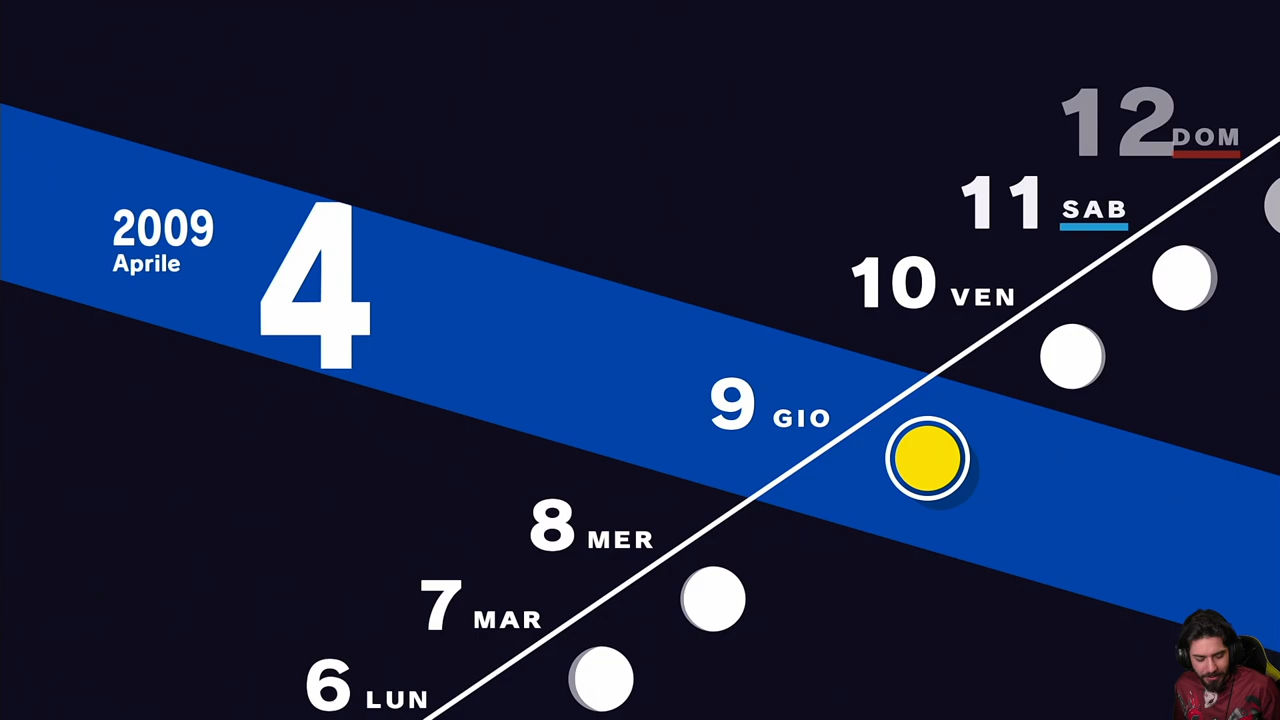 2009
Aprile
4
12 DOM
11 SAB
10 VEN
9 GIO
8 MER
7 MAR
6 LUN